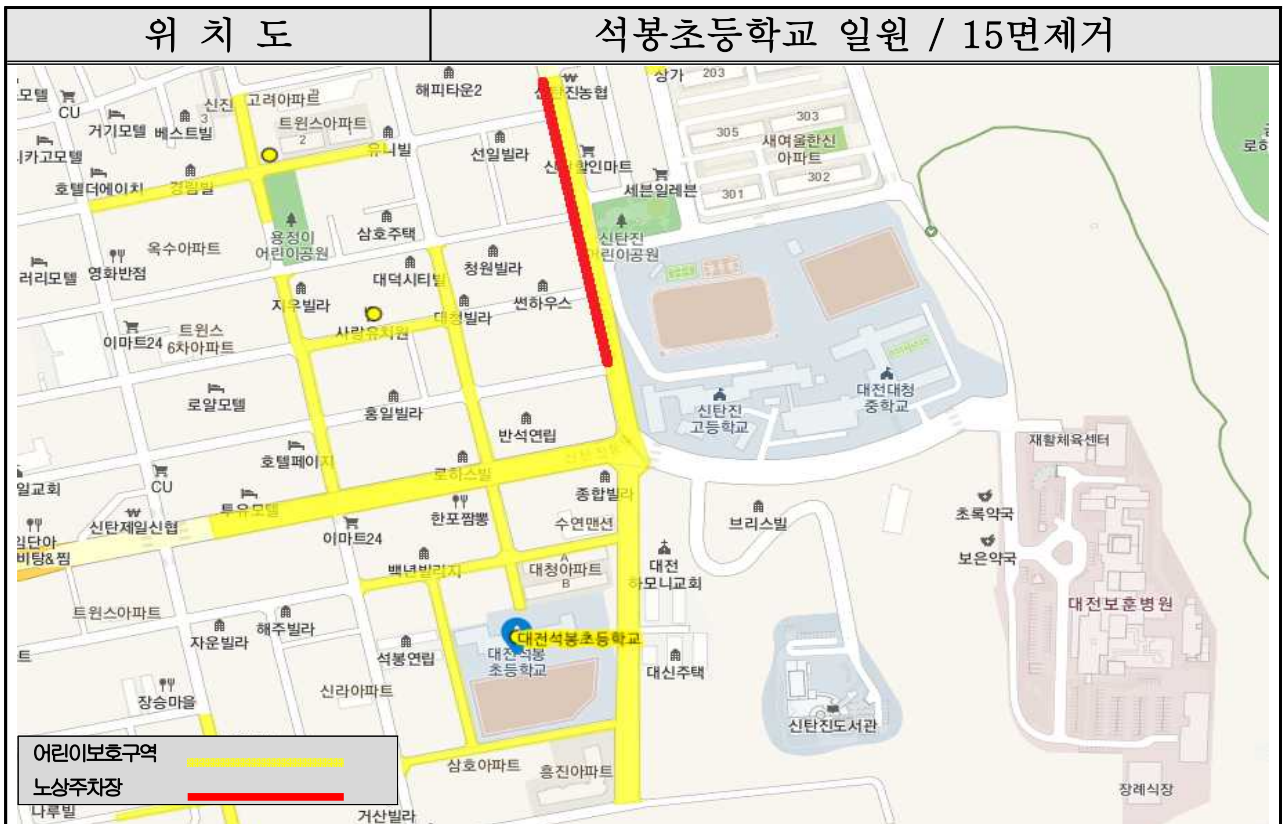 위 치 도
석봉초등학교 일원 / 15면제거
모텔
CU
거기모텔
베스트빌
3
신진
고려아파트
트윈스아파트
2
해피타운2
유니빌
선일빌라
신탄진농협
상가
203
303
305
새여울한신
아파트
302
301
신탄할인마트
세븐일레븐
호텔더에이치
경림빌
용정이
어린이공원
삼호주택
옥수아파트
영화반점
러리모텔
대덕시티빌
청원빌라
썬하우스
신탄진
어린이공원
지우빌라
대청빌라
사랑유치원
이마트24
트윈스
6차아파트
로얄모텔
홍일빌라
반석연립
신탄진
고등학교
대전대청
중학교
재활체육센터
호텔페이지
로하스빌
일교회
CU
투유모텔
신탄제일신협
이마트24
한포짬뽕
종합빌라
수연맨션
브리스빌
초록약국
보은약국
비탕&찜
백년빌리지
대청아파트
A
B
대전
하모니교회
대전보훈병원
트윈스아파트
자운빌라
해주빌라
석봉연립
대전석봉초등학교
대전석봉
초등학교
대신주택
장승마을
신라아파트
신탄진도서관
삼호아파트
흥진아파트
장례식장
어린이보호구역
노상주차장
나루빌
거산빌라